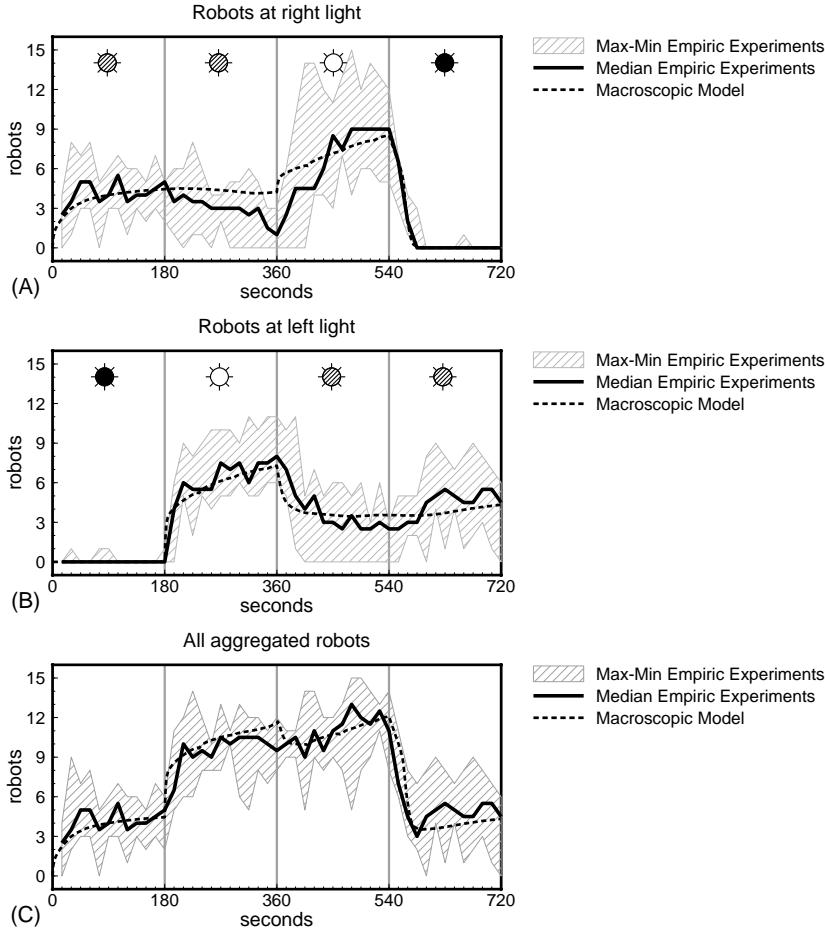 Robots at right light
15
12
9
6
3
0
robots
0 180 360 540 720
seconds
(A)
Max-Min Empiric Experiments
Median Empiric Experiments
Macroscopic Model
Robots at left light
15
12
9
6
3
0
robots
0 180 360 540 720
seconds
(B)
Max-Min Empiric Experiments
Median Empiric Experiments
Macroscopic Model
All aggregated robots
15
12
9
6
3
0
robots
0 180 360 540 720
seconds
(C)
Max-Min Empiric Experiments
Median Empiric Experiments
Macroscopic Model